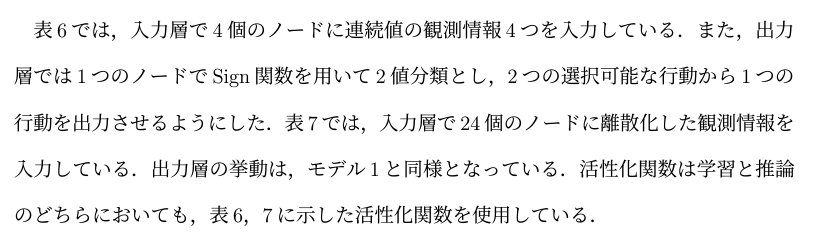 表 6 では，入力層で 4 個のノードに連続値の観測情報 4 つを入力している．また，出力
層では 1 つのノードで Sign 関数を用いて 2 値分類とし，2 つの選択可能な行動から 1 つの
行動を出力させるようにした．表 7 では，入力層で 24 個のノードに離散化した観測情報を
入力している．出力層の挙動は，モデル 1 と同様となっている．活性化関数は学習と推論
のどちらにおいても，表 6，7 に示した活性化関数を使用している．